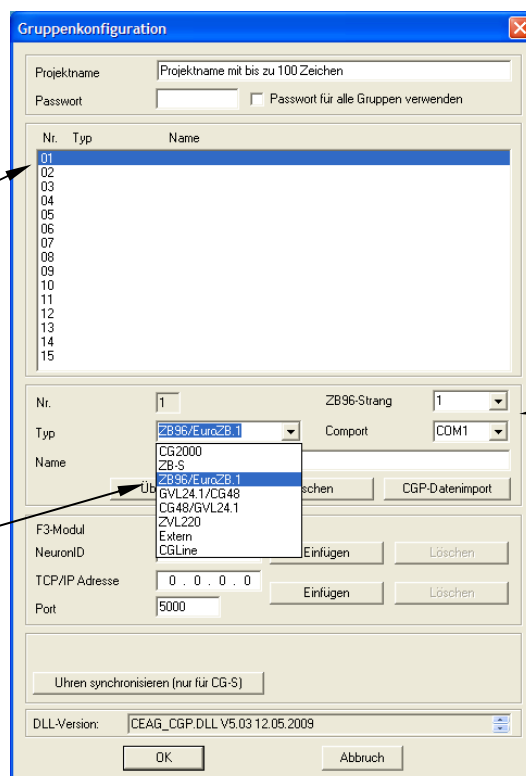 Gruppenkonfiguration
Projektname Projektname mit bis zu 100 Zeichen
Passwort Passwort für alle Gruppen verwenden
Nr. Typ Name
01
02
03
04
05
06
07
08
09
10
11
12
13
14
15
Nr. 1 ZB96-Strang 1
Typ ZB96/EuroZB.1 Comport COM1
Name
CG2000
ZB-S
ZB96/EuroZB.1
GVL24.1/CG48
CG48/GVL24.1
ZVL220
Extern
CGLine
Üb schen CGP-Datenimport
F3-Modul
NeuronID Einfügen Löschen
TCP/IP Adresse 0 . 0 . 0 . 0
Einfügen Löschen
Port 5000
Uhren synchronisieren (nur für CG-S)
DLL-Version: CEAG_CGP.DLL V5.03 12.05.2009
OK Abbruch